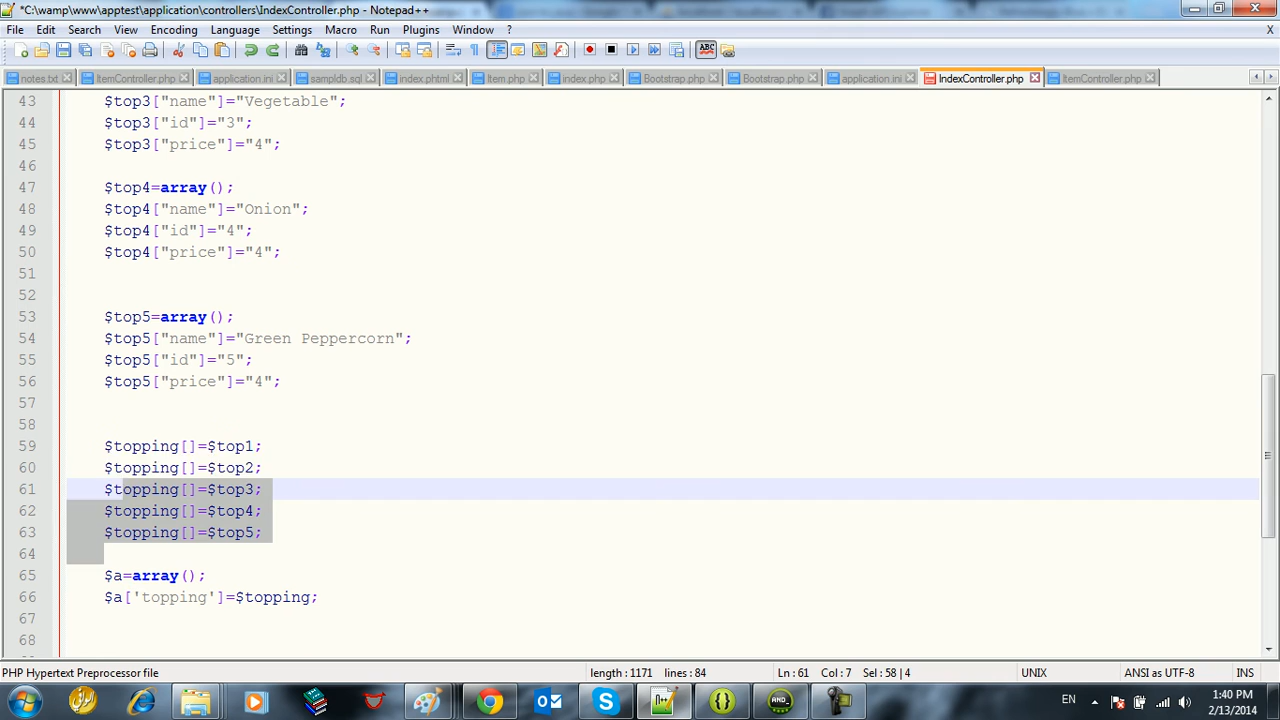 *C:\wamp\www\apptest\application\controllers\IndexController.php - Notepad++
File Edit Search View Encoding Language Settings Macro Run Plugins Window ? X
notes.txt ItemController.php application.ini sampldb.sql index.phtml Item.php index.php Bootstrap.php Bootstrap.php application.ini IndexController.php ItemController.php
43 $top3["name"]="Vegetable";
44 $top3["id"]="3";
45 $top3["price"]="4";
46
47 $top4=array();
48 $top4["name"]="Onion";
49 $top4["id"]="4";
50 $top4["price"]="4";
51
52
53 $top5=array();
54 $top5["name"]="Green Peppercorn";
55 $top5["id"]="5";
56 $top5["price"]="4";
57
58
59 $topping[]=$top1;
60 $topping[]=$top2;
61 $topping[]=$top3;
62 $topping[]=$top4;
63 $topping[]=$top5;
64
65 $a=array();
66 $a['topping']=$topping;
67
68
PHP Hypertext Preprocessor file length : 1171 lines : 84 Ln : 61 Col : 7 Sel : 58 | 4 UNIX ANSI as UTF-8 INS
EN 1:40 PM
2/13/2014